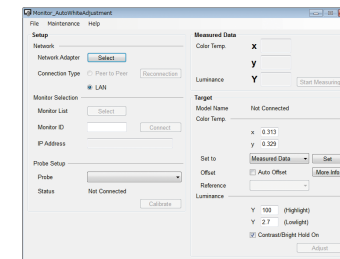 Monitor_AutoWhiteAdjustment
File Maintenance Help
Setup
Network
Network Adaptor Select
Connection Type Peer to Peer Reconnection
LAN
Monitor Selection
Monitor List Select
Monitor ID Connect
IP Address
Probe Setup
Probe
Status Not Connected
Calibrate
Measured Data
Color Temp. x
y
Luminance Y Start Measuring
Target
Model Name Not Connected
Color Temp.
x 0.313
y 0.329
Set to Measured Data Set
Offset Auto Offset More Info
Reference
Luminance
Y 100 (Highlight)
Y 2.7 (Lowlight)
Contrast/Bright Hold On
Adjust